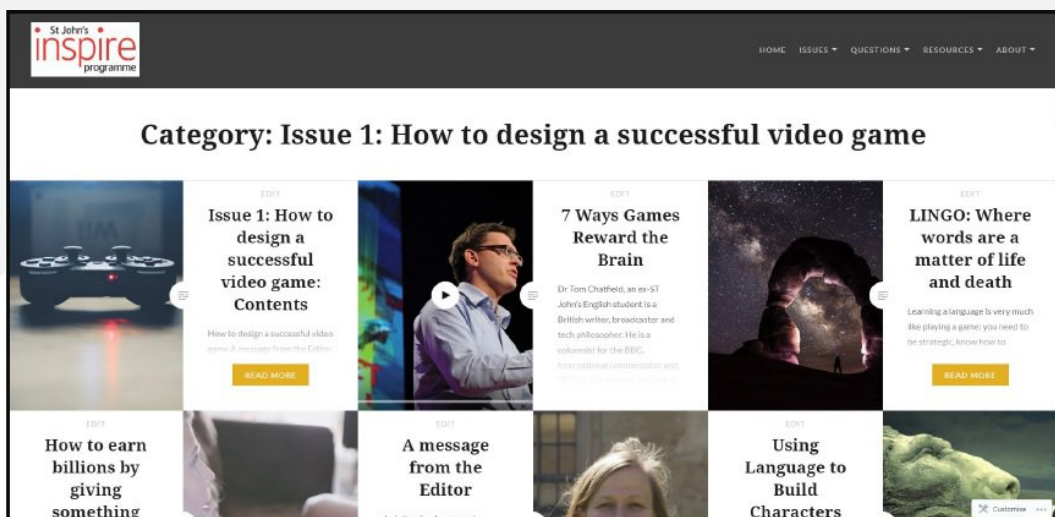 St John's
inspire
programme
HOME ISSUES QUESTIONS RESOURCES ABOUT
Category: Issue 1: How to design a successful video game
EDIT
Issue 1: How to
design a
successful
video game:
Contents
How to design a successful video
game A message from the Editor
READ MORE
EDIT
7 Ways Games
Reward the
Brain
Dr Tom Chatfield, an ex-ST
John's English student is a
British writer, broadcaster and
tech philosopher. He is a
columnist for the BBC,
international commentator and
EDIT
LINGO: Where
words are a
matter of life
and death
Learning a language is very much
like playing a game: you need to
be strategic, know how to
READ MORE
EDIT
How to earn
billions by
giving
something
EDIT
A message
from the
Editor
EDIT
Using
Language to
Build
Characters
Customise